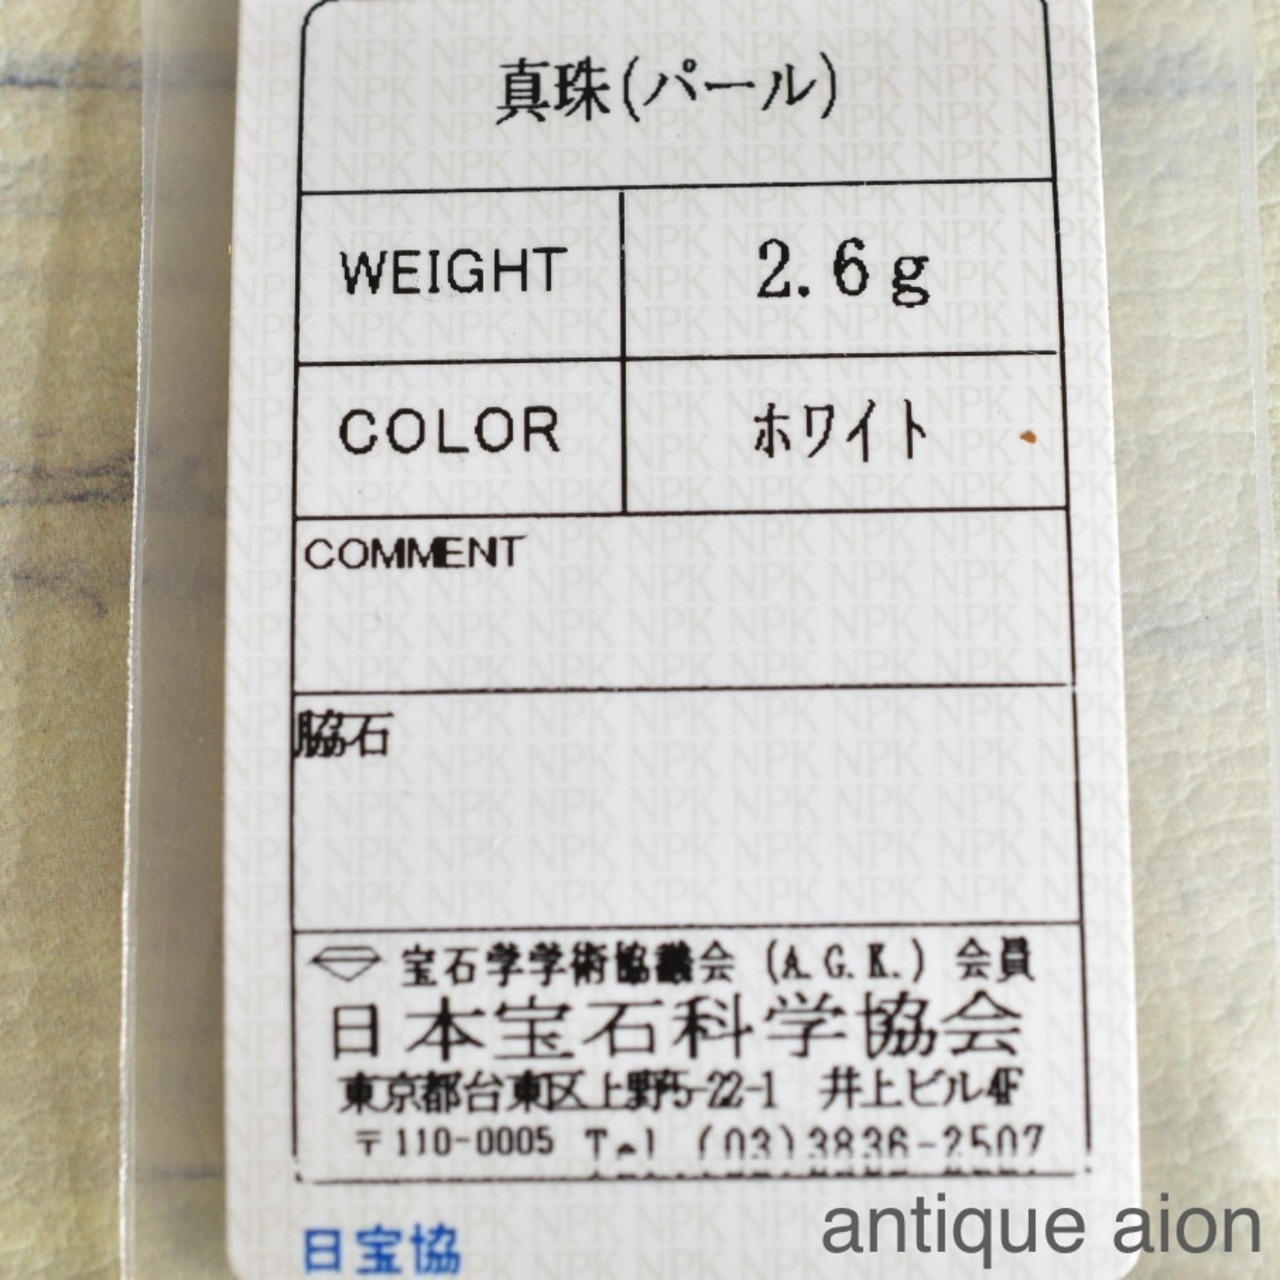 真珠(パール)
WEIGHT 2.6g
COLOR ホワイト
COMMENT
脇石
宝石学学術協議会 (A.G.K.) 会員
日本宝石科学協会
東京都台東区上野5-22-1 井上ビル4F
〒110-0005 Tel (03)3836-2507
日宝協
antique aion